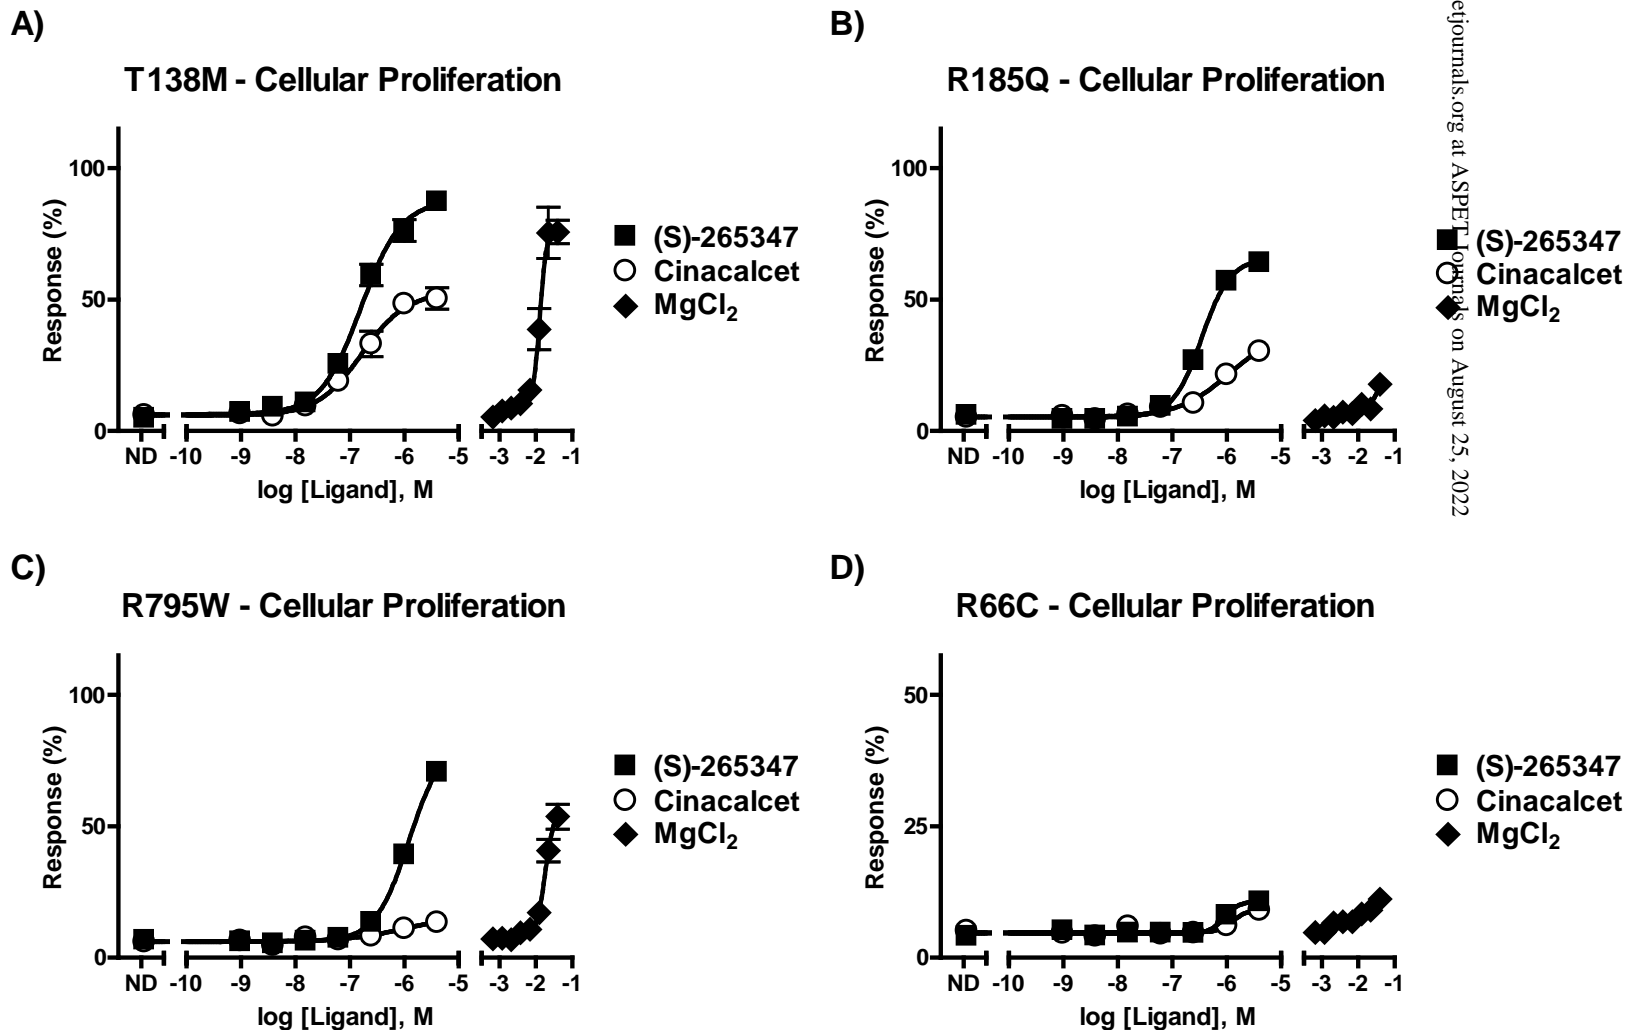 A)
T138M - Cellular Proliferation
Response (%)
100
50
0
ND -10 -9 -8 -7 -6 -5 -3 -2 -1
log [Ligand], M
(S)-265347
Cinacalcet
MgCl₂
B)
R185Q - Cellular Proliferation
Response (%)
100
50
0
ND -10 -9 -8 -7 -6 -5 -3 -2 -1
log [Ligand], M
(S)-265347
Cinacalcet
MgCl₂
etjournals.org at ASPET Journals on August 25, 2022
C)
R795W - Cellular Proliferation
Response (%)
100
50
0
ND -10 -9 -8 -7 -6 -5 -3 -2 -1
log [Ligand], M
(S)-265347
Cinacalcet
MgCl₂
D)
R66C - Cellular Proliferation
Response (%)
50
25
0
ND -10 -9 -8 -7 -6 -5 -3 -2 -1
log [Ligand], M
(S)-265347
Cinacalcet
MgCl₂